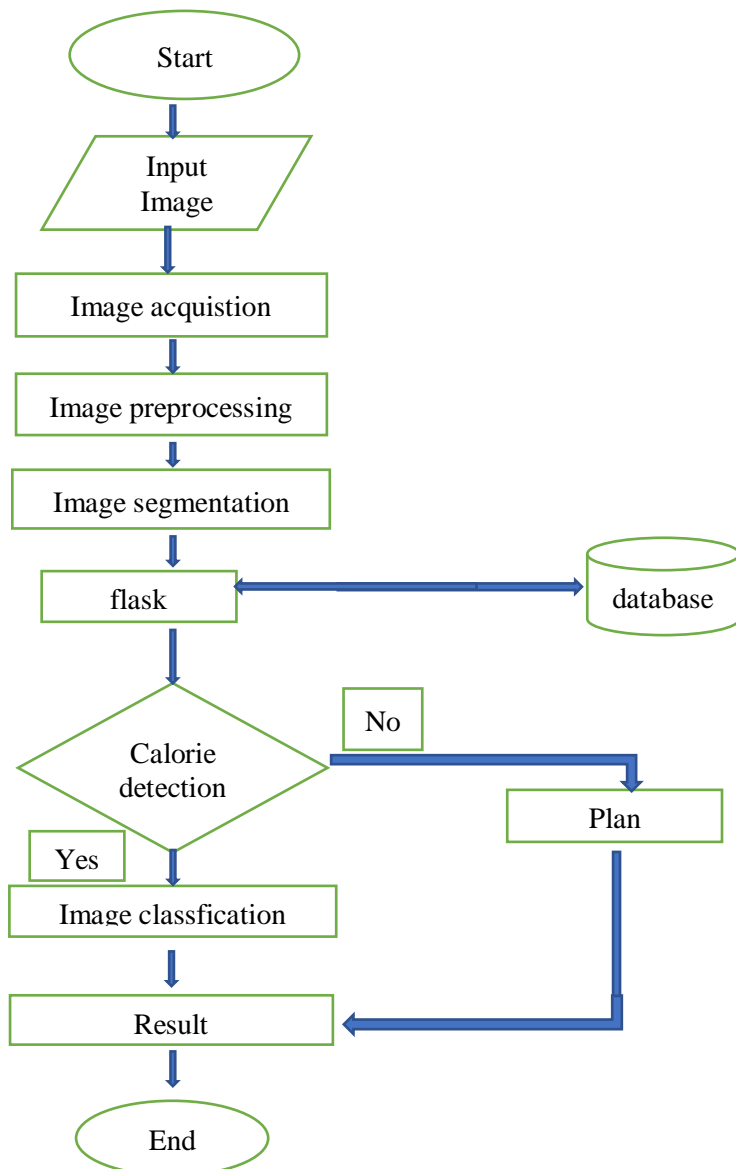 Start
Input
Image
Image acquistion
Image preprocessing
Image segmentation
flask
database
No
Calorie
detection
Plan
Yes
Image classfication
Result
End